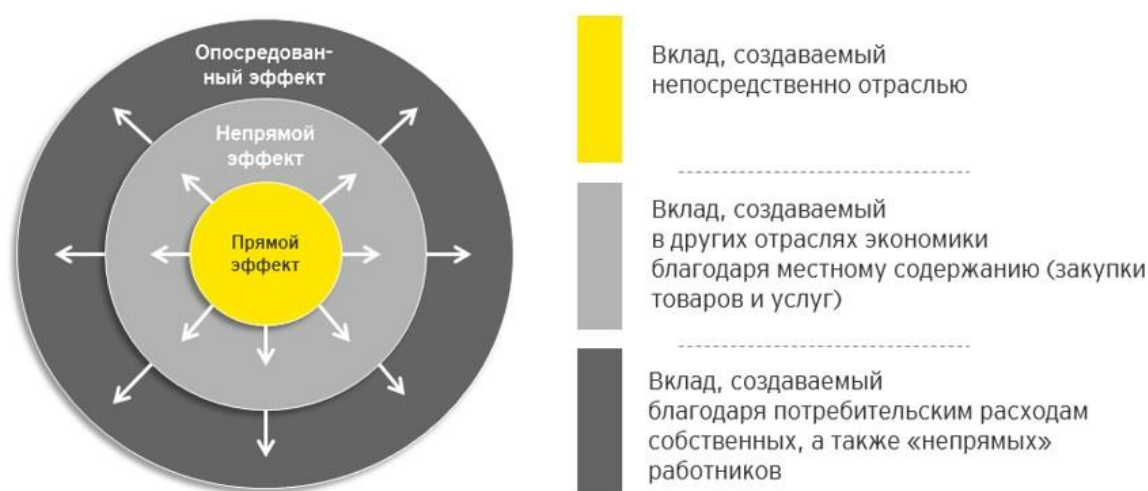 Опосредован-
ный эффект
Непрямой
эффект
Прямой
эффект
Вклад, создаваемый
непосредственно отраслью
Вклад, создаваемый
в других отраслях экономики
благодаря местному содержанию (закупки
товаров и услуг)
Вклад, создаваемый
благодаря потребительским расходам
собственных, а также «непрямых»
работников